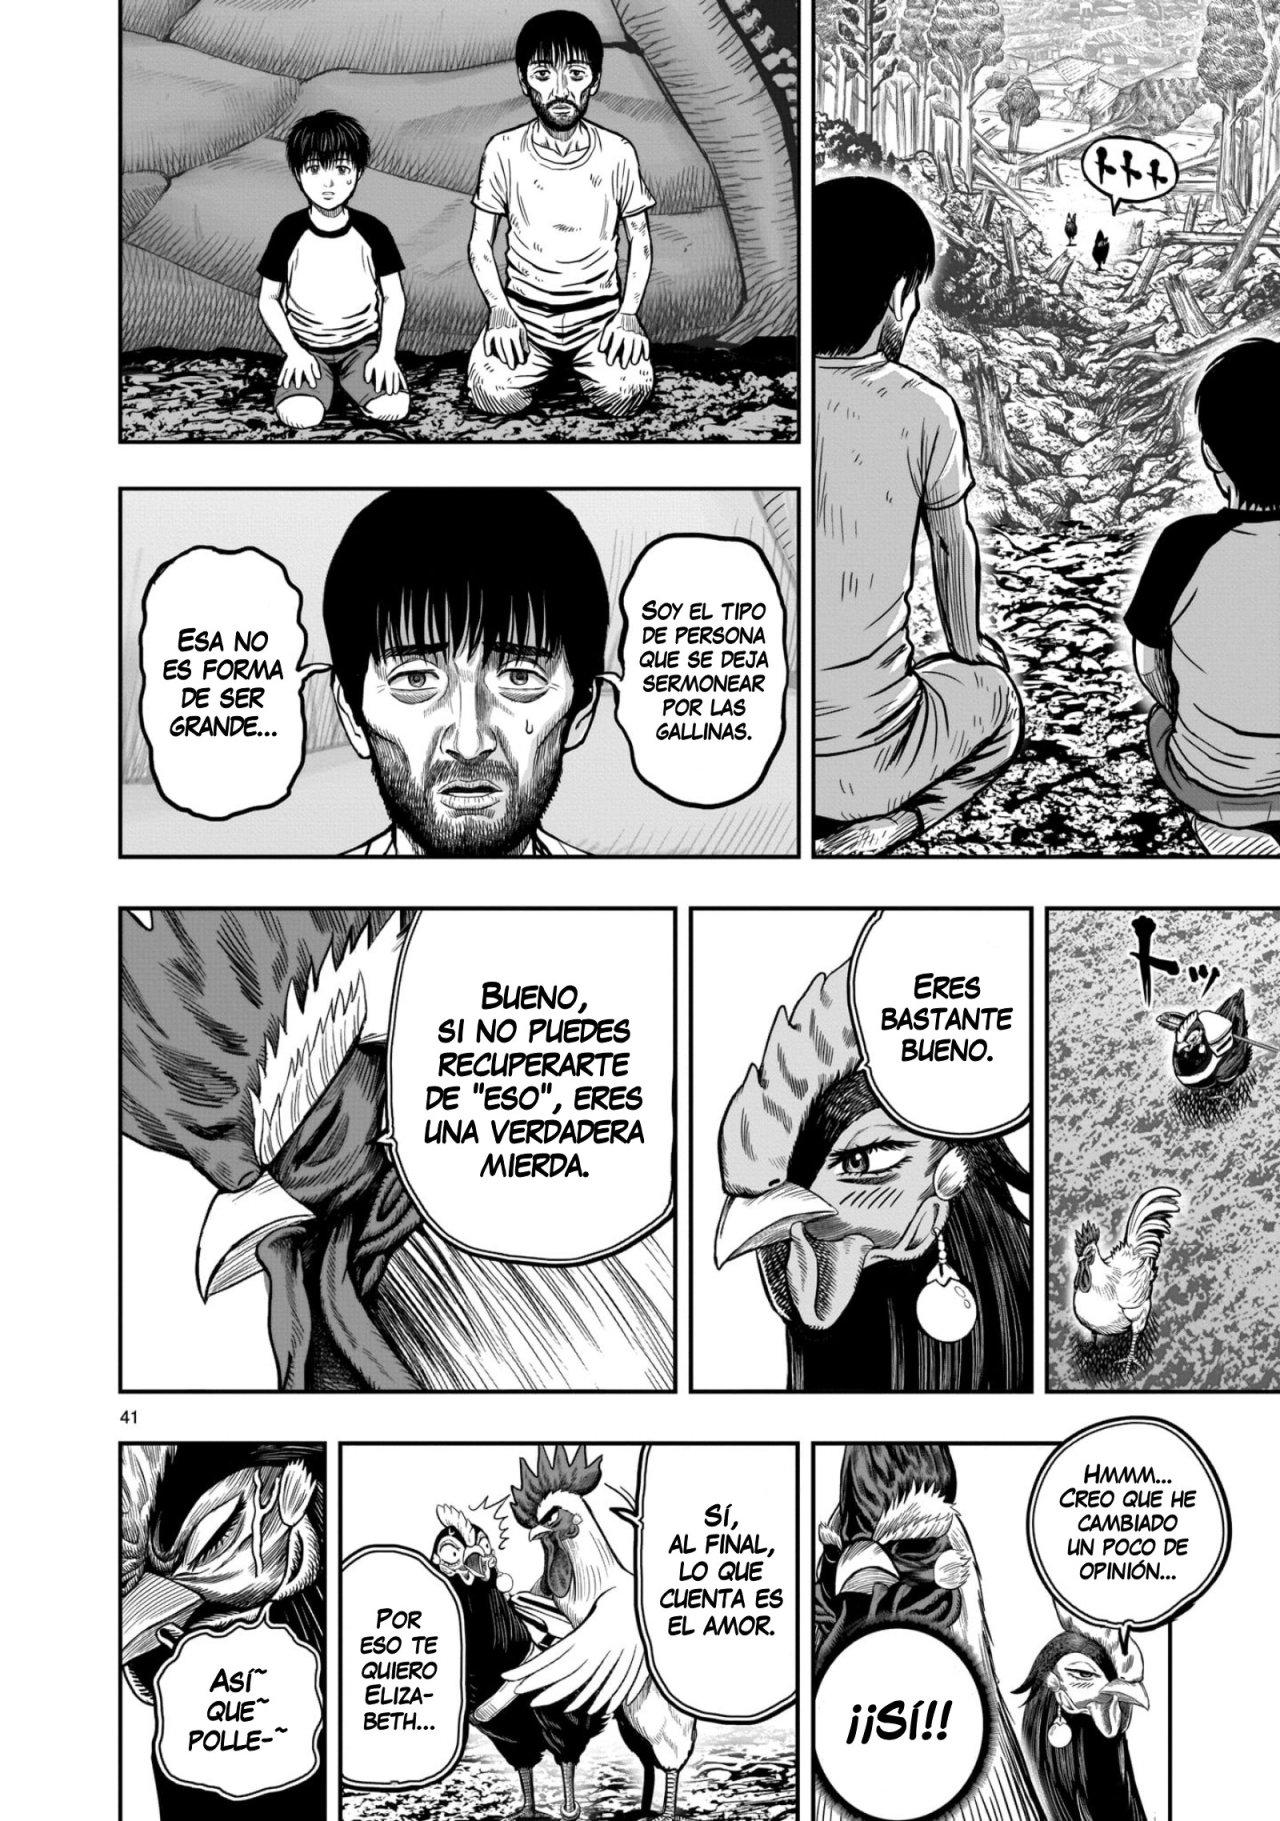 トトト
SOY EL TIPO
DE PERSONA
QUE SE DEJA
SERMONEAR
POR LAS
GALLINAS.
ESA NO
ES FORMA
DE SER
GRANDE...
トッ
ERES
BASTANTE
BUENO.
BUENO,
SI NO PUEDES
RECUPERARTE
DE "ESO", ERES
UNA VERDADERA
MIERDA.
41
HMMM...
CREO QUE HE
CAMBIADO
UN POCO DE
OPINIÓN...
¡¡SÍ!!
SÍ,
AL FINAL,
LO QUE
CUENTA ES
EL AMOR.
POR
ESO TE
QUIERO
ELIZA-
BETH...
ASÍ~
QUE~
POLLE-~